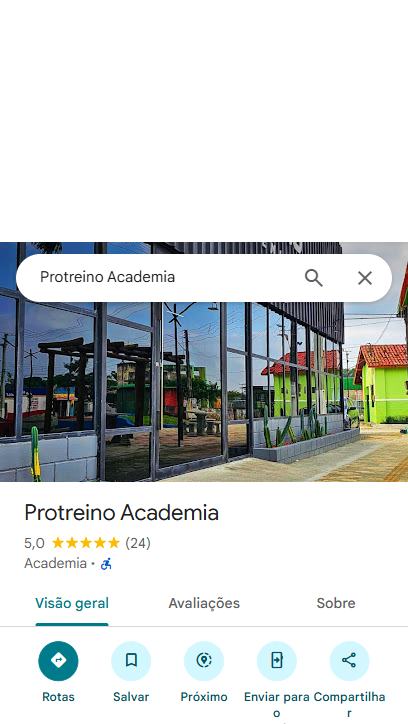 Protreino Academia
Protreino Academia
5,0 (24)
Academia ·
Visão geral
Avaliações
Sobre
Rotas
Salvar
Próximo
Enviar para o
Compartilhar